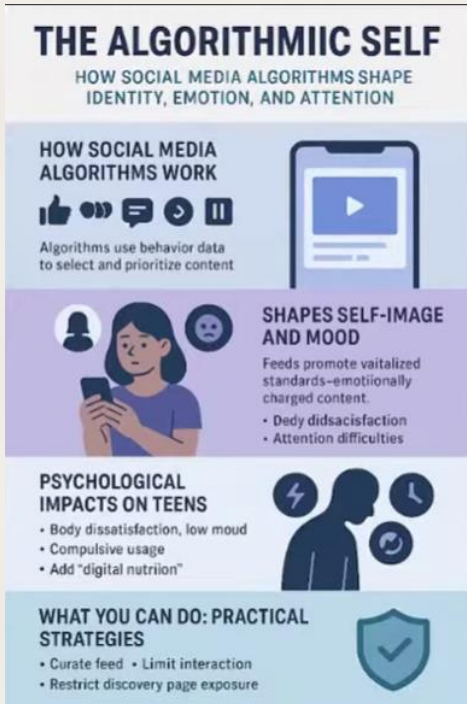 THE ALGORITHMIIC SELF
HOW SOCIAL MEDIA ALGORITHMS SHAPE
IDENTITY, EMOTION, AND ATTENTION
HOW SOCIAL MEDIA
ALGORITHMS WORK
Algorithms use behavior data
to select and prioritize content
SHAPES SELF-IMAGE
AND MOOD
Feeds promote vaitalized
standards–emotiionally
charged content.
• Dedy didsacisfaction
• Attention difficulties
PSYCHOLOGICAL
IMPACTS ON TEENS
• Body dissatisfaction, low moud
• Compulsive usage
• Add "digital nutriion"
WHAT YOU CAN DO: PRACTICAL
STRATEGIES
• Curate feed • Limit interaction
• Restrict discovery page exposure